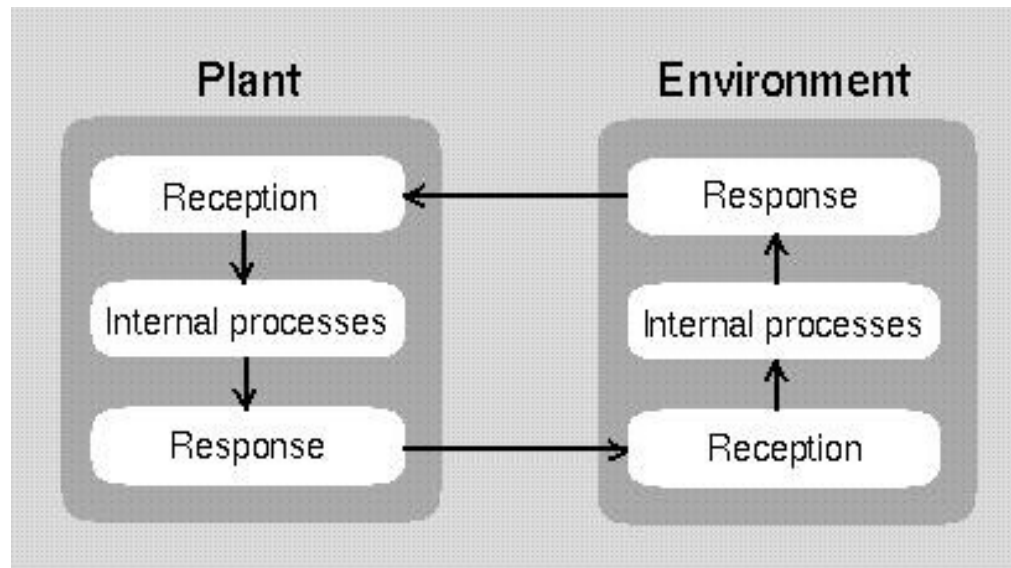 Plant
Reception
Internal processes
Response
Environment
Response
Internal processes
Reception